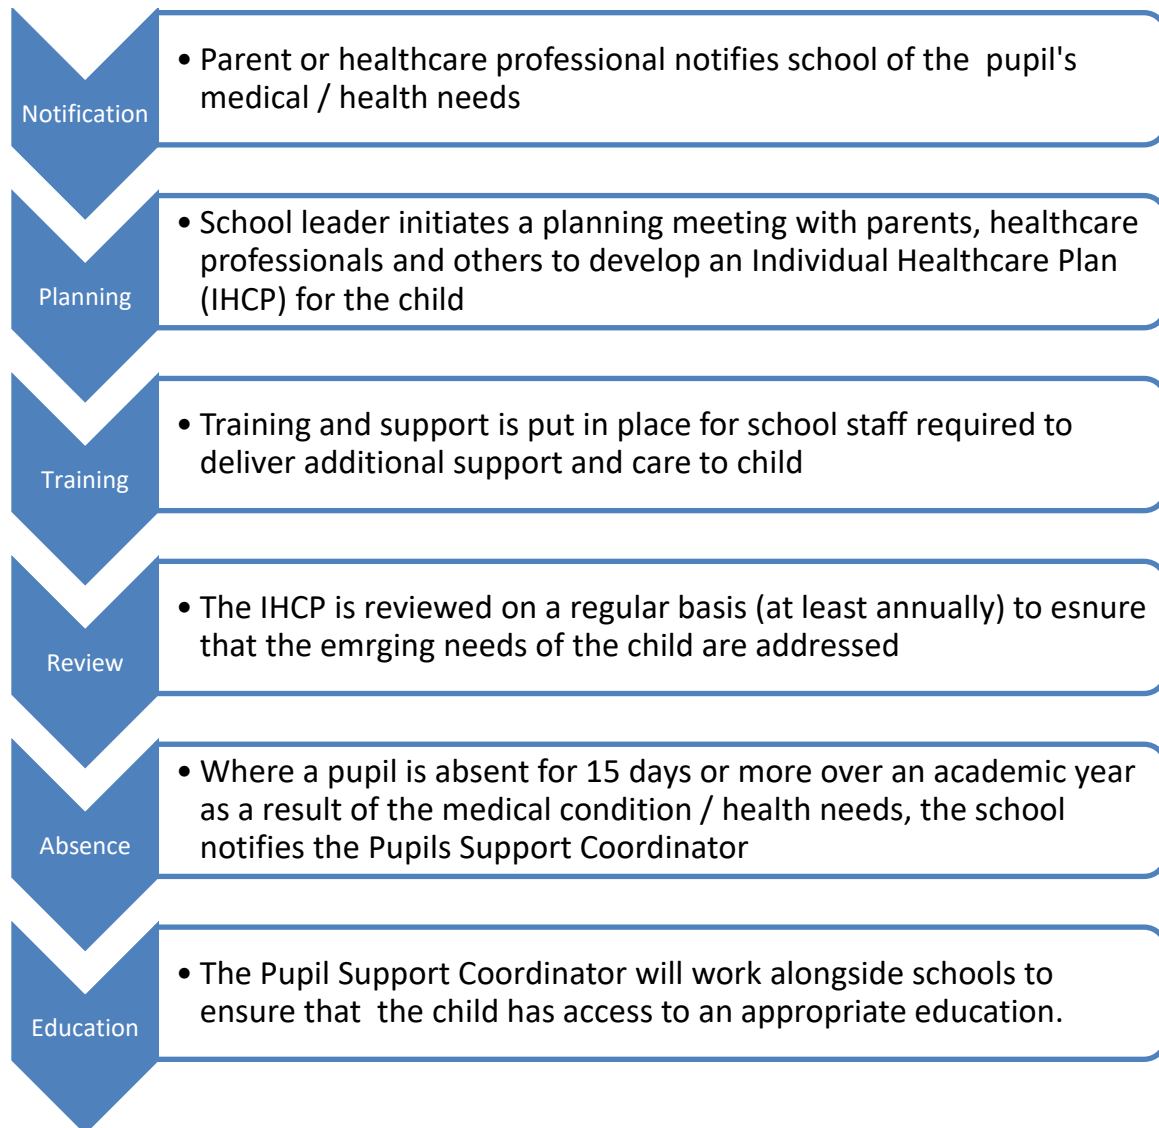 Notification
• Parent or healthcare professional notifies school of the  pupil's
medical / health needs
Planning
• School leader initiates a planning meeting with parents, healthcare
professionals and others to develop an Individual Healthcare Plan
(IHCP) for the child
Training
• Training and support is put in place for school staff required to
deliver additional support and care to child
Review
• The IHCP is reviewed on a regular basis (at least annually) to esnure
that the emrging needs of the child are addressed
Absence
• Where a pupil is absent for 15 days or more over an academic year
as a result of the medical condition / health needs, the school
notifies the Pupils Support Coordinator
Education
• The Pupil Support Coordinator will work alongside schools to
ensure that  the child has access to an appropriate education.